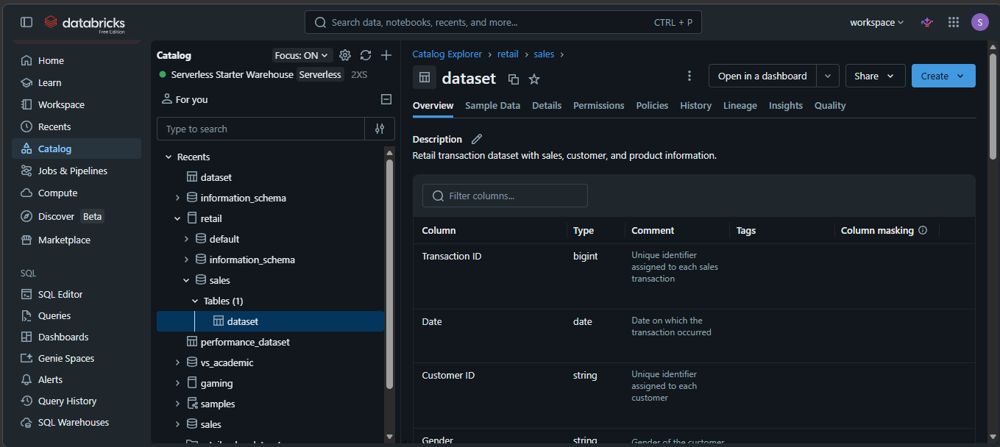 databricks
Free Edition
Search data, notebooks, recents, and more...
CTRL + P
workspace
S
Home
Learn
Workspace
Recents
Catalog
Jobs & Pipelines
Compute
Discover Beta
Marketplace
SQL
SQL Editor
Queries
Dashboards
Genie Spaces
Alerts
Query History
SQL Warehouses
Catalog
Focus: ON
Serverless Starter Warehouse Serverless 2XS
For you
Type to search
Recents
dataset
information_schema
retail
default
information_schema
sales
Tables (1)
dataset
performance_dataset
vs_academic
gaming
samples
sales
Catalog Explorer › retail › sales ›
dataset
Open in a dashboard
Share
Create
Overview Sample Data Details Permissions Policies History Lineage Insights Quality
Description
Retail transaction dataset with sales, customer, and product information.
Filter columns...
Column Type Comment Tags Column masking
Transaction ID bigint Unique identifier
assigned to each sales
transaction
Date date Date on which the
transaction occurred
Customer ID string Unique identifier
assigned to each
customer
Gender string Gender of the customer